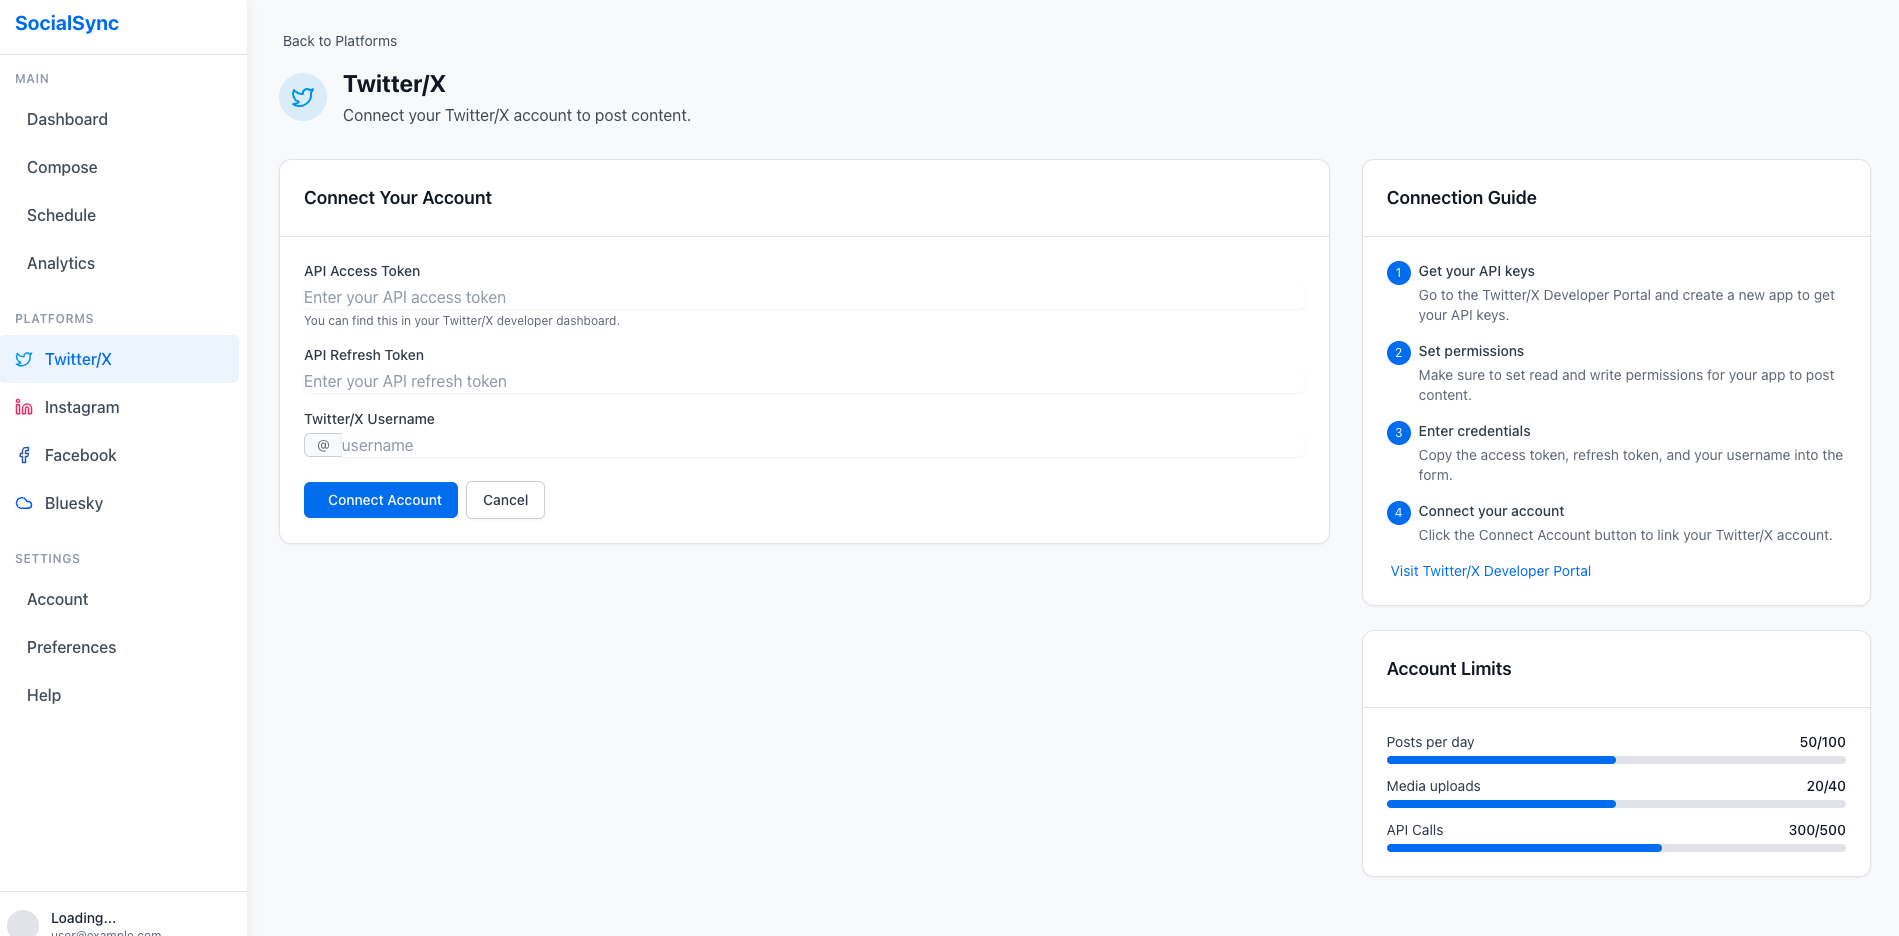 SocialSync
MAIN
Dashboard
Compose
Schedule
Analytics
PLATFORMS
Twitter/X
Instagram
Facebook
Bluesky
SETTINGS
Account
Preferences
Help
Loading...
user@example.com
Back to Platforms
Twitter/X
Connect your Twitter/X account to post content.
Connect Your Account
API Access Token
Enter your API access token
You can find this in your Twitter/X developer dashboard.
API Refresh Token
Enter your API refresh token
Twitter/X Username
@ username
Connect Account Cancel
Connection Guide
1 Get your API keys
Go to the Twitter/X Developer Portal and create a new app to get
your API keys.
2 Set permissions
Make sure to set read and write permissions for your app to post
content.
3 Enter credentials
Copy the access token, refresh token, and your username into the
form.
4 Connect your account
Click the Connect Account button to link your Twitter/X account.
Visit Twitter/X Developer Portal
Account Limits
Posts per day 50/100
Media uploads 20/40
API Calls 300/500